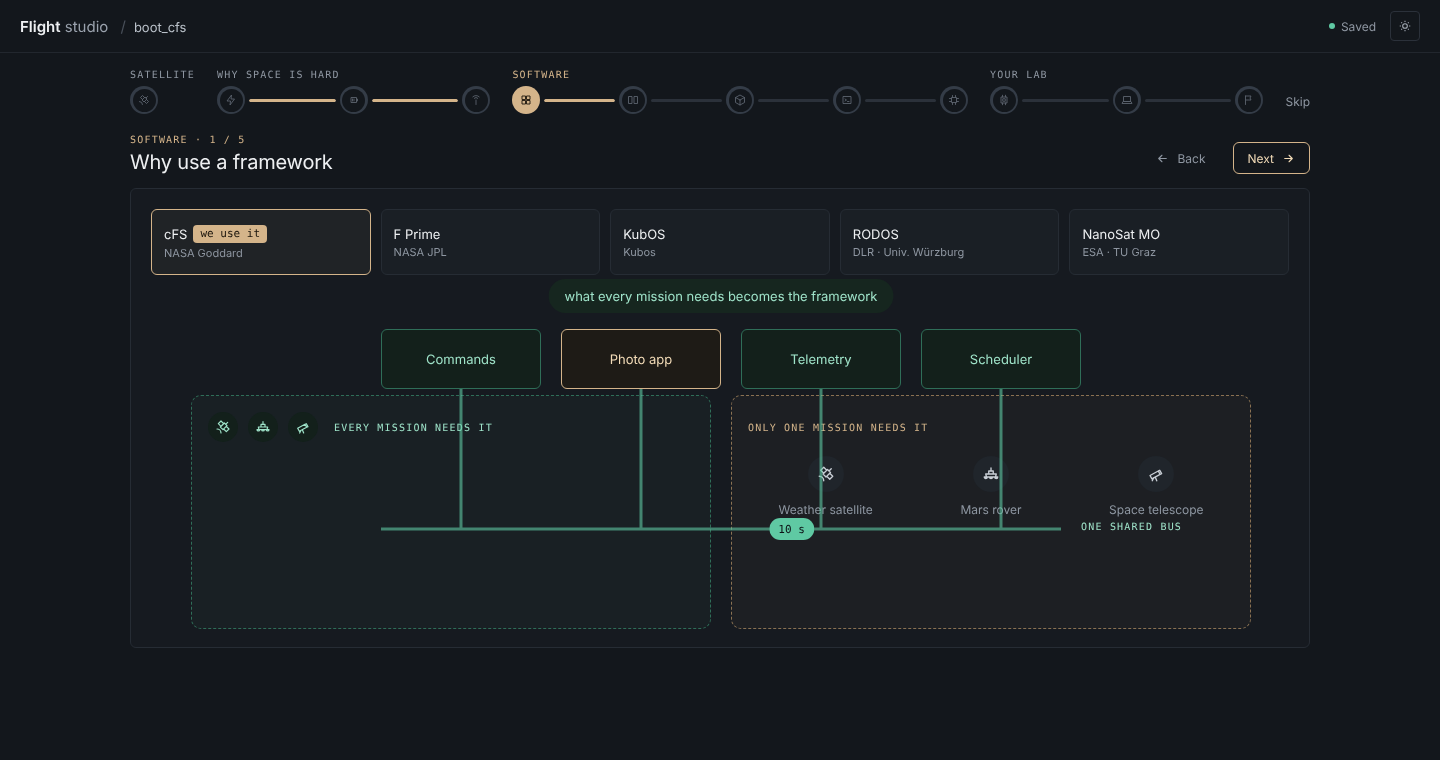 Flight studio / boot_cfs
Saved
SATELLITE
WHY SPACE IS HARD
SOFTWARE
YOUR LAB
Skip
SOFTWARE · 1 / 5
Why use a framework
← Back
Next →
cFS we use it
NASA Goddard
F Prime
NASA JPL
KubOS
Kubos
RODOS
DLR · Univ. Würzburg
NanoSat MO
ESA · TU Graz
what every mission needs becomes the framework
Commands
Photo app
Telemetry
Scheduler
EVERY MISSION NEEDS IT
ONLY ONE MISSION NEEDS IT
Weather satellite
Mars rover
Space telescope
10 s
ONE SHARED BUS